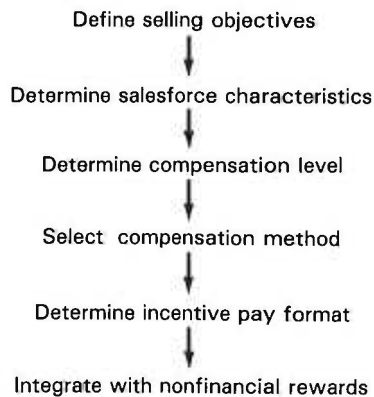 Define selling objectives
Determine salesforce characteristics
Determine compensation level
Select compensation method
Determine incentive pay format
Integrate with nonfinancial rewards